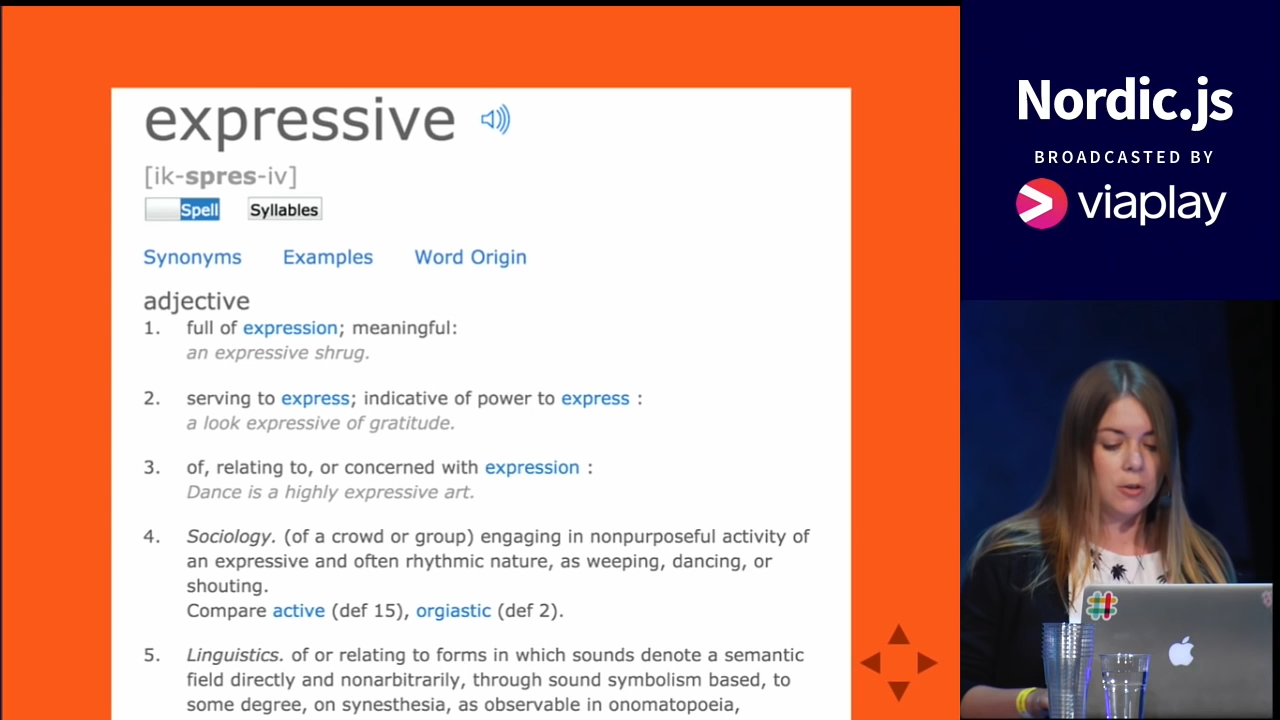 expressive
[ik-spres-iv]
Spell Syllables
Synonyms Examples Word Origin
adjective
1. full of expression; meaningful:
an expressive shrug.
2. serving to express; indicative of power to express :
a look expressive of gratitude.
3. of, relating to, or concerned with expression :
Dance is a highly expressive art.
4. Sociology. (of a crowd or group) engaging in nonpurposeful activity of
an expressive and often rhythmic nature, as weeping, dancing, or
shouting.
Compare active (def 15), orgiastic (def 2).
5. Linguistics. of or relating to forms in which sounds denote a semantic
field directly and nonarbitrarily, through sound symbolism based, to
some degree, on synesthesia, as observable in onomatopoeia,
Nordic.js
BROADCASTED BY
viaplay